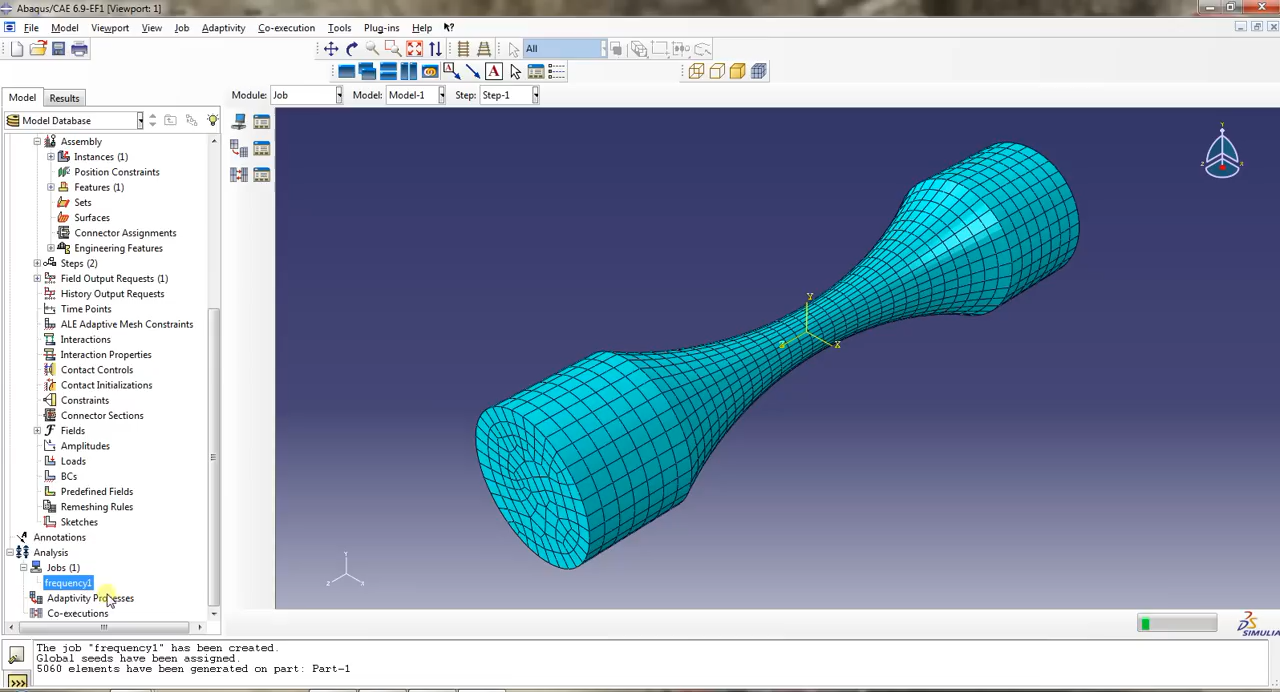 Abaqus/CAE 6.9-EF1 [Viewport: 1]
File Model Viewport View Job Adaptivity Co-execution Tools Plug-ins Help
All
Model Results
Module: Job Model: Model-1 Step: Step-1
Model Database
Assembly
Instances (1)
Position Constraints
Features (1)
Sets
Surfaces
Connector Assignments
Engineering Features
Steps (2)
Field Output Requests (1)
History Output Requests
Time Points
ALE Adaptive Mesh Constraints
Interactions
Interaction Properties
Contact Controls
Contact Initializations
Constraints
Connector Sections
Fields
Amplitudes
Loads
BCs
Predefined Fields
Remeshing Rules
Sketches
Annotations
Analysis
Jobs (1)
frequency1
Adaptivity Processes
Co-executions
Y
Z X
Y
Z X
Y
Z X
SIMULIA
The job "frequency1" has been created.
Global seeds have been assigned.
5060 elements have been generated on part: Part-1
>>>